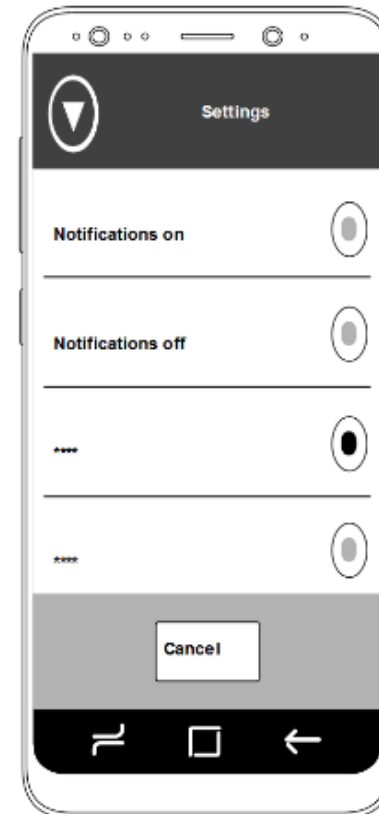 Settings
Notifications on
Notifications off
****
****
Cancel